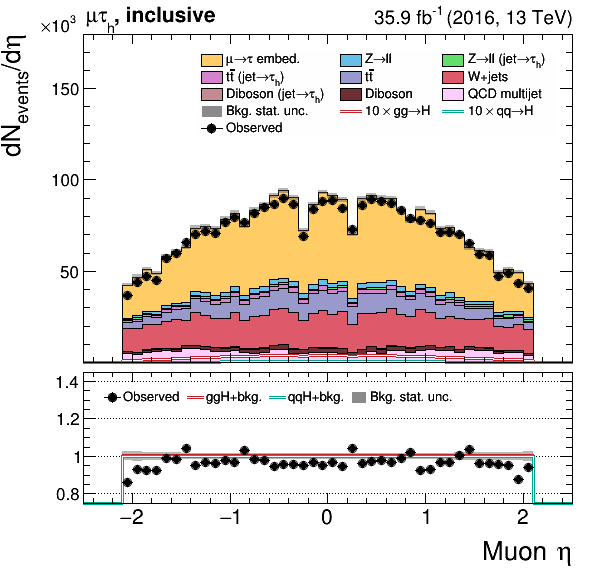 ×10³ μτₕ, inclusive 35.9 fb⁻¹ (2016, 13 TeV)
dN_events/dη
μ→τ embed. Z→ll Z→ll (jet→τₕ)
tt̄ (jet→τₕ) tt̄ W+jets
Diboson (jet→τₕ) Diboson QCD multijet
Bkg. stat. unc. 10 × gg→H 10 × qq→H
Observed
150
100
50
1.4
Observed ggH+bkg. qqH+bkg. Bkg. stat. unc.
1.2
1
0.8
−2 −1 0 1 2
Muon η